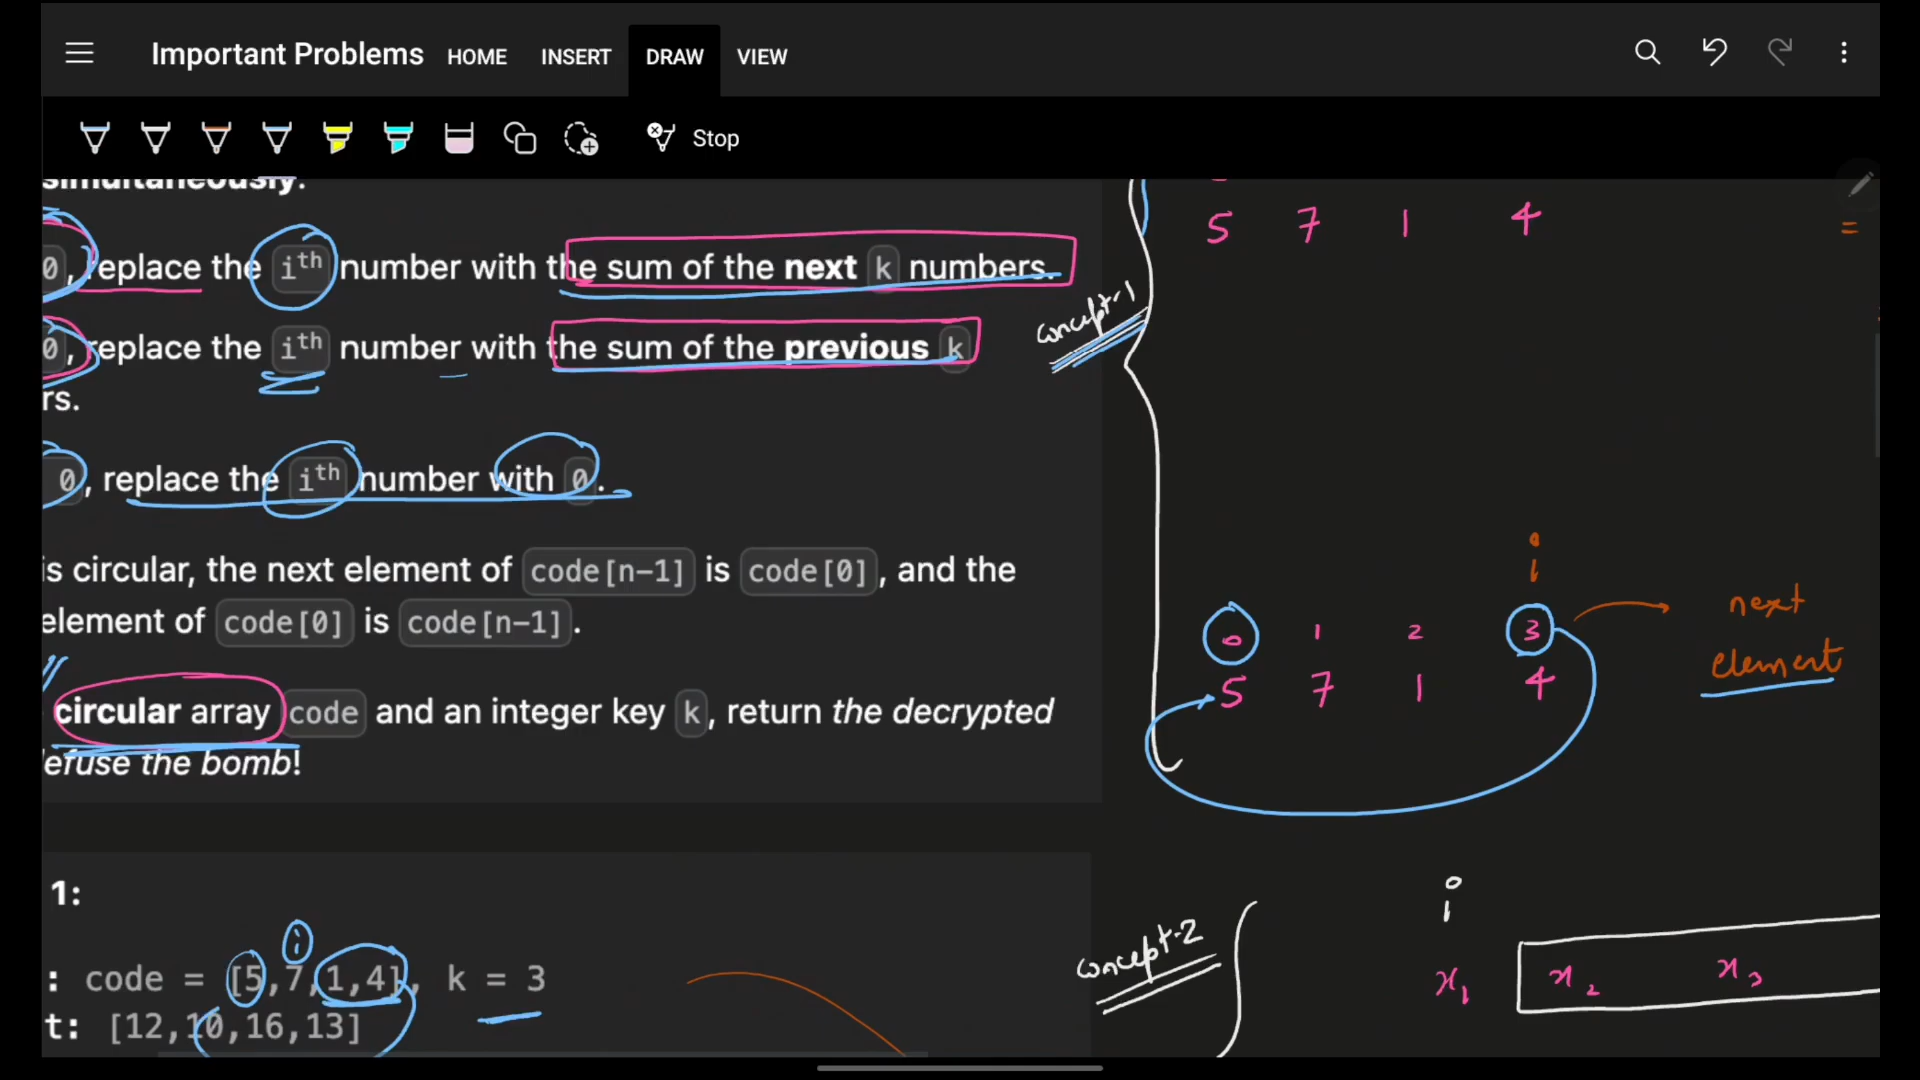 Important Problems HOME INSERT DRAW VIEW
Stop
simultaneously.
0, replace the ith number with the sum of the next k numbers.
0, replace the ith number with the sum of the previous k
rs.
0, replace the ith number with 0.
is circular, the next element of code[n-1] is code[0], and the
element of code[0] is code[n-1].
circular array code and an integer key k, return the decrypted
efuse the bomb!
1:
i
: code = [5,7,1,4], k = 3
t: [12,10,16,13]
5 7 1 4
=
concept-1
i
0 1 2 3
5 7 1 4
next
element
concept-2
i
x1 x2 x3